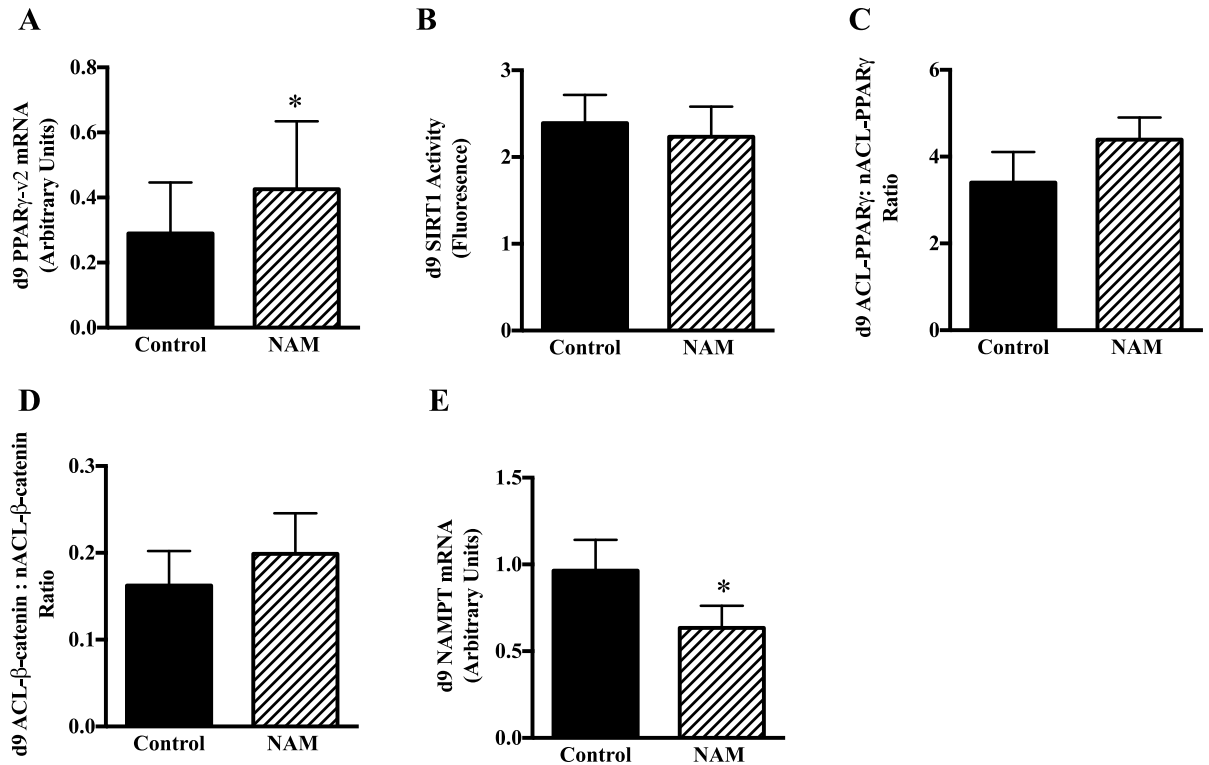 A
d9 PPARγ-v2 mRNA
(Arbitrary Units)
0.8
0.6
0.4
0.2
0.0
*
Control
NAM
B
d9 SIRT1 Activity
(Fluoresence)
3
2
1
0
Control
NAM
C
d9 ACL-PPARγ: nACL-PPARγ
Ratio
6
4
2
0
Control
NAM
D
d9 ACL-β-catenin : nACL-β-catenin
Ratio
0.3
0.2
0.1
0.0
Control
NAM
E
d9 NAMPT mRNA
(Arbitrary Units)
1.5
1.0
0.5
0.0
*
Control
NAM